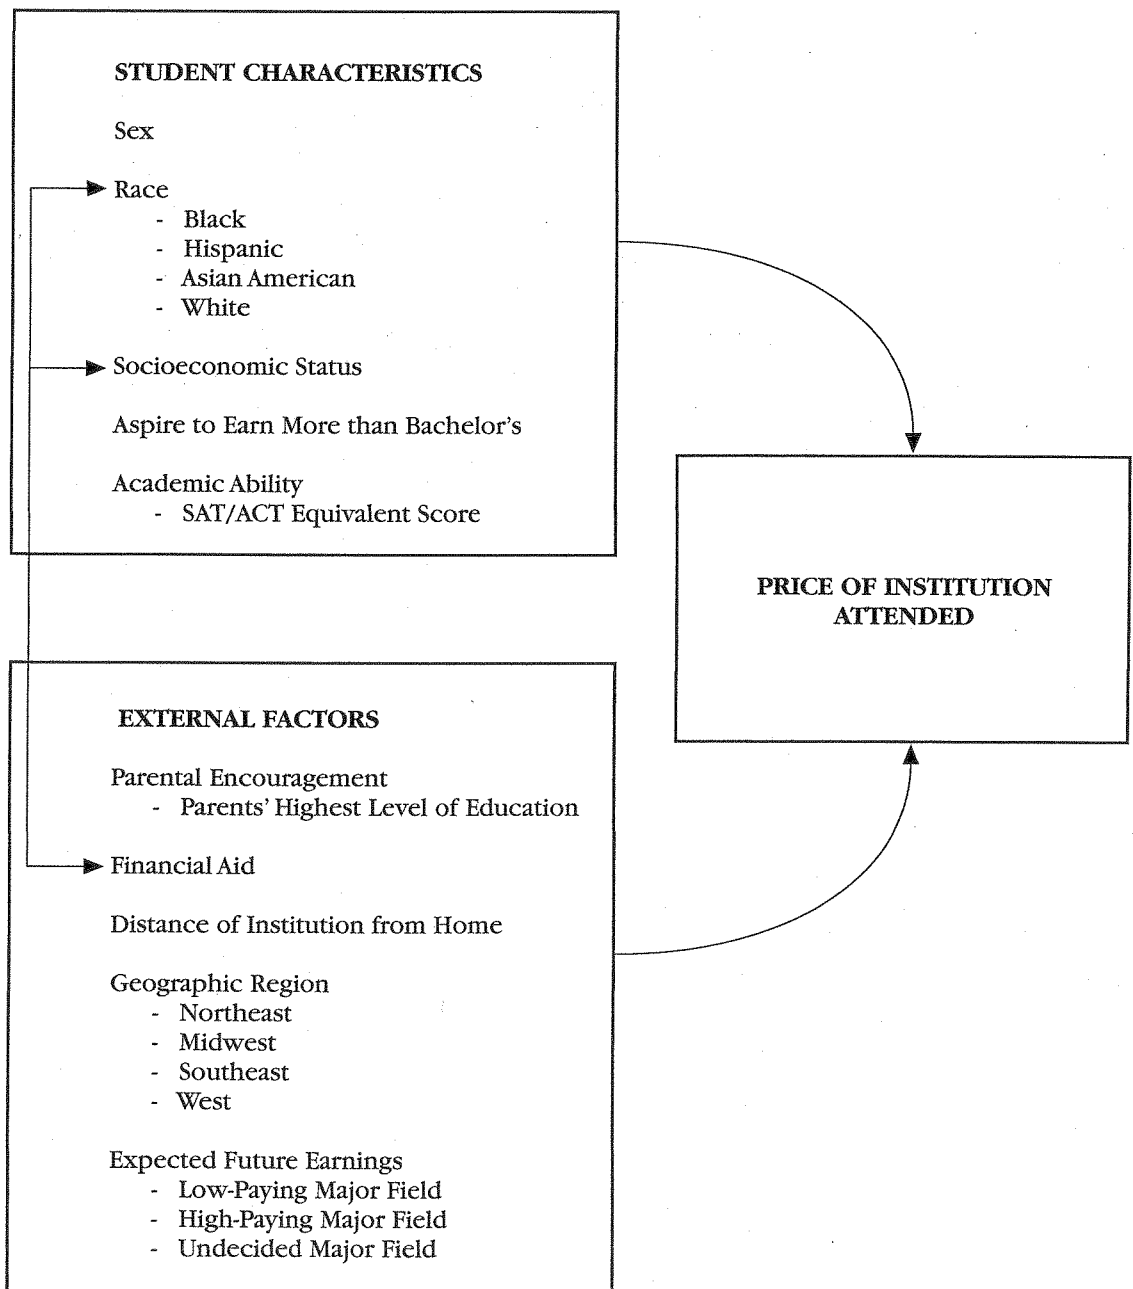 STUDENT CHARACTERISTICS
Sex
Race
- Black
- Hispanic
- Asian American
- White
Socioeconomic Status
Aspire to Earn More than Bachelor's
Academic Ability
- SAT/ACT Equivalent Score
PRICE OF INSTITUTION
ATTENDED
EXTERNAL FACTORS
Parental Encouragement
- Parents' Highest Level of Education
Financial Aid
Distance of Institution from Home
Geographic Region
- Northeast
- Midwest
- Southeast
- West
Expected Future Earnings
- Low-Paying Major Field
- High-Paying Major Field
- Undecided Major Field